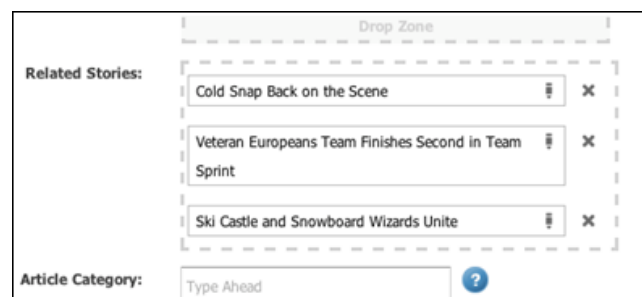 Drop Zone
Related Stories:
Cold Snap Back on the Scene
Veteran Europeans Team Finishes Second in Team
Sprint
Ski Castle and Snowboard Wizards Unite
Article Category:
Type Ahead
?